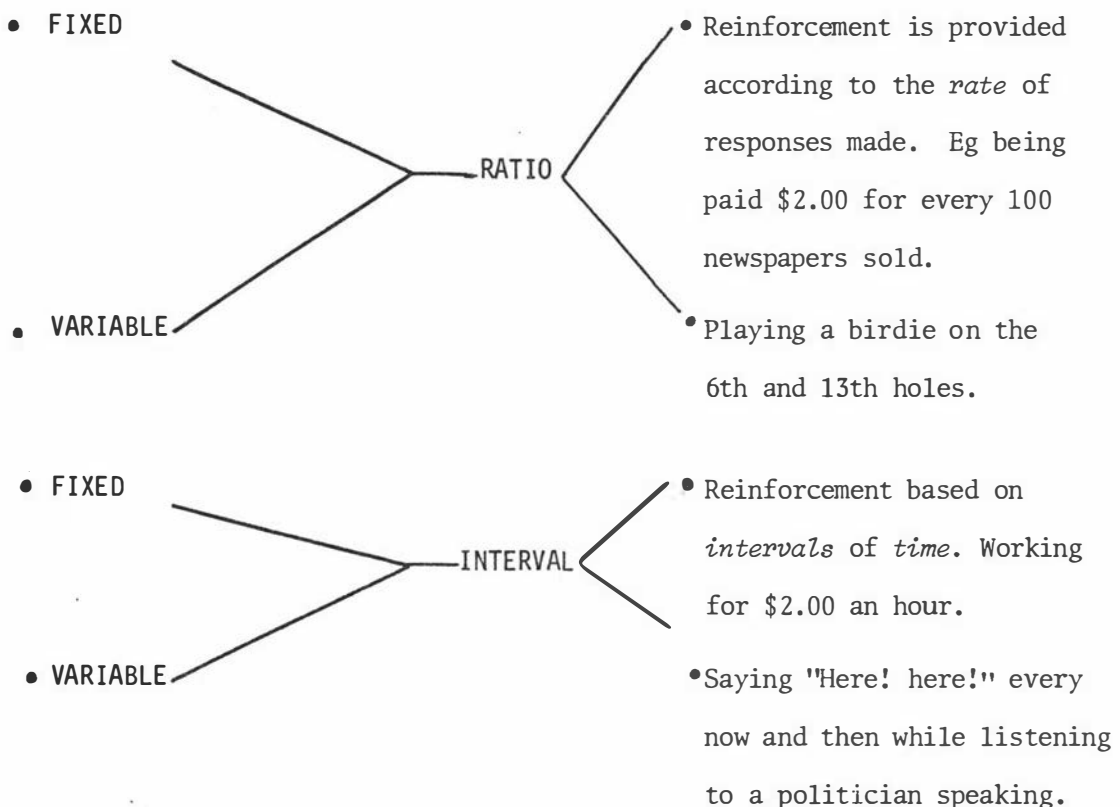 • FIXED
• Reinforcement is provided
according to the rate of
responses made. Eg being
RATIO
paid $2.00 for every 100
newspapers sold.
• VARIABLE
• Playing a birdie on the
6th and 13th holes.
• FIXED
• Reinforcement based on
intervals of time. Working
INTERVAL
for $2.00 an hour.
• VARIABLE
•Saying "Here! here!" every
now and then while listening
to a politician speaking.